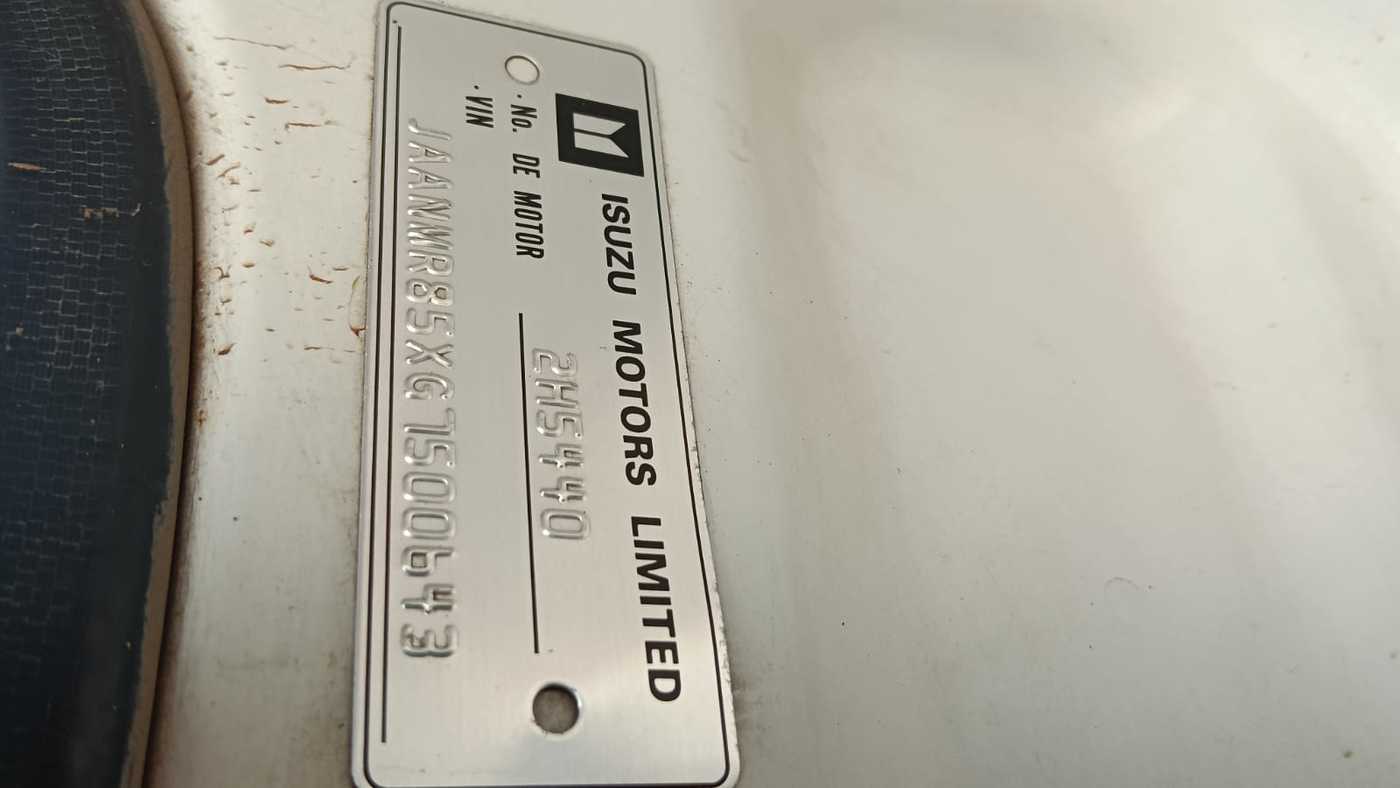 ISUZU MOTORS LIMITED
· No. DE MOTOR 2H5440
· VIN
JAANMR85XG7500643